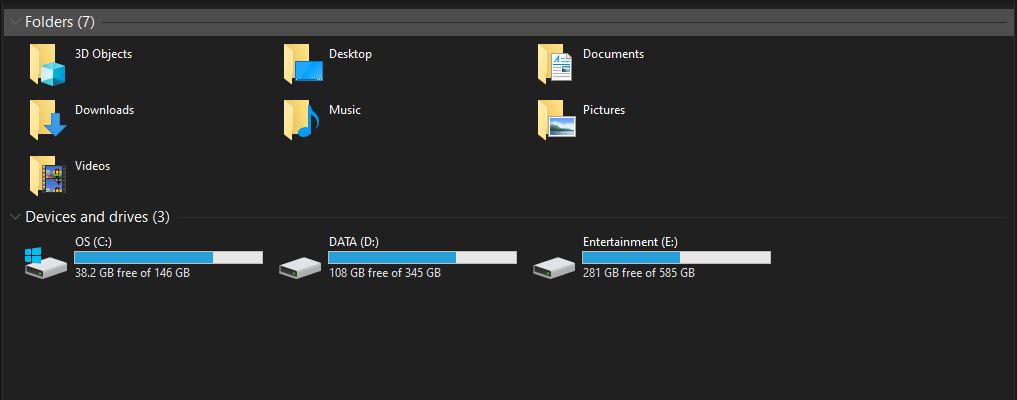 Folders (7)
3D Objects
Desktop
Documents
Downloads
Music
Pictures
Videos
Devices and drives (3)
OS (C:)
38.2 GB free of 146 GB
DATA (D:)
108 GB free of 345 GB
Entertainment (E:)
281 GB free of 585 GB